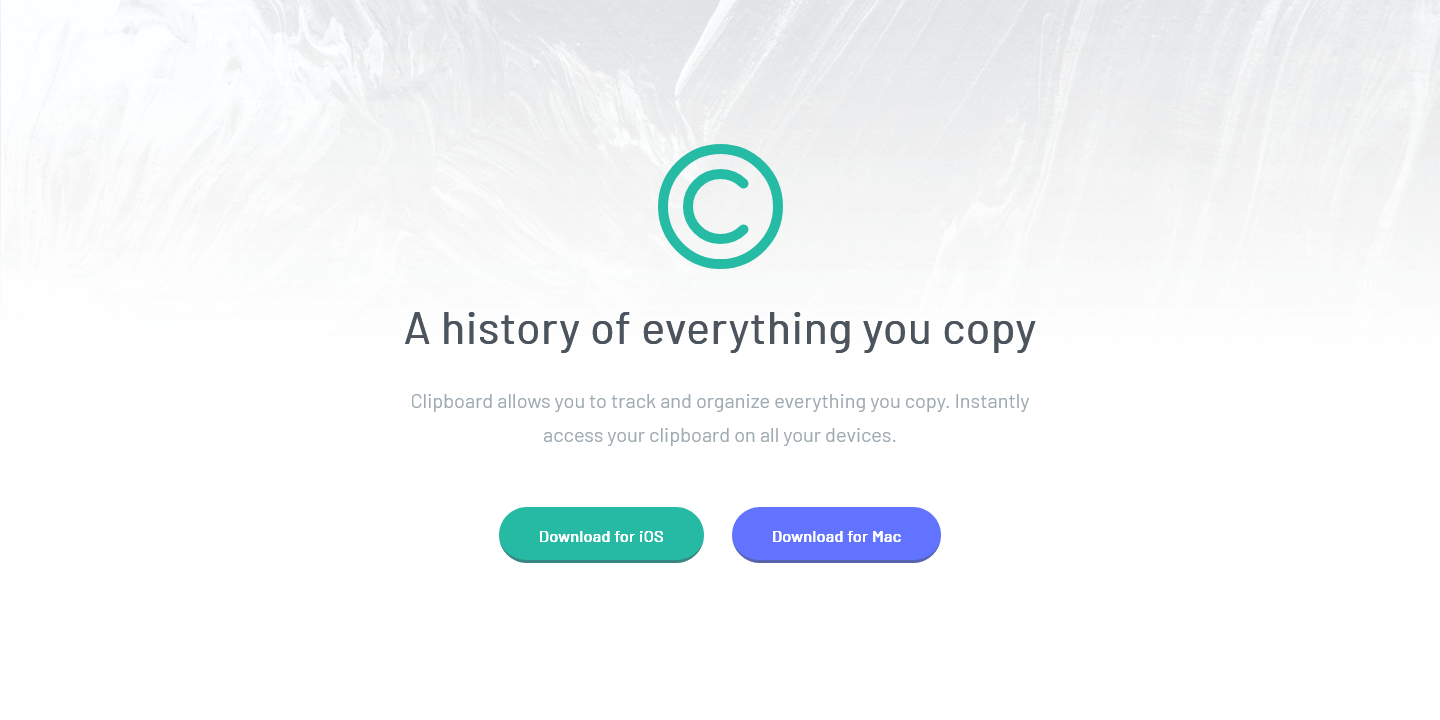 A history of everything you copy
Clipboard allows you to track and organize everything you copy. Instantly
access your clipboard on all your devices.
Download for iOS
Download for Mac